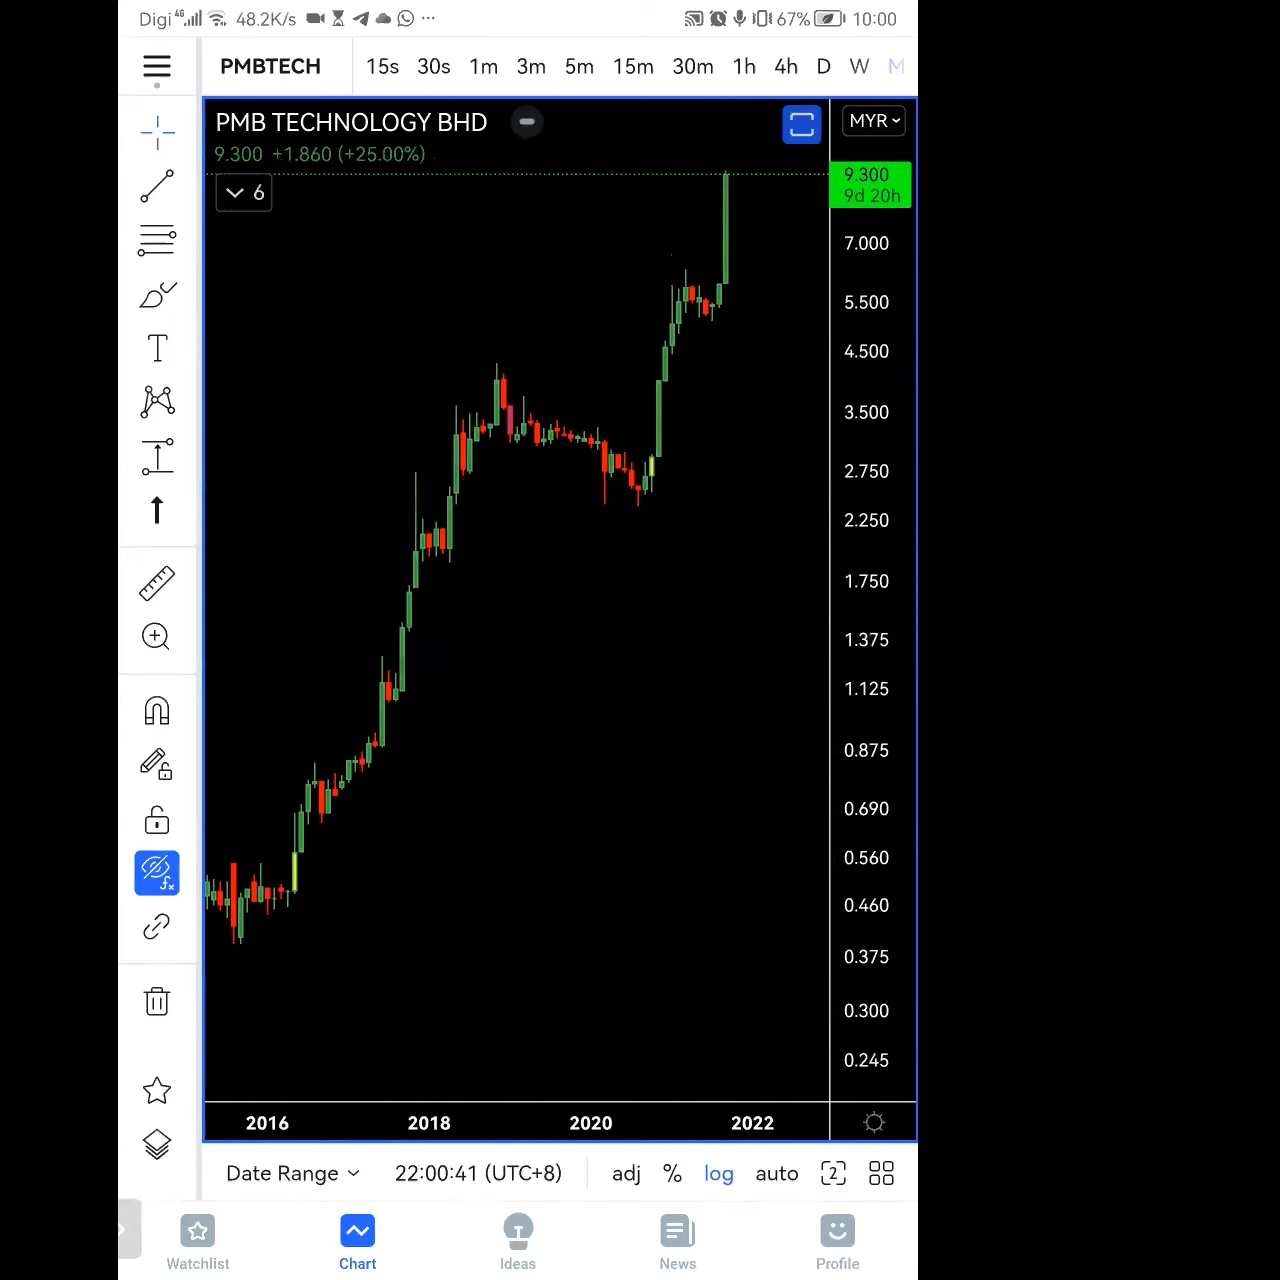 Digi 4G 48.2K/s ··· 67% 10:00
PMBTECH 15s 30s 1m 3m 5m 15m 30m 1h 4h D W M
PMB TECHNOLOGY BHD
MYR
9.300 +1.860 (+25.00%)
6
9.300
9d 20h
7.000
5.500
4.500
3.500
2.750
2.250
1.750
1.375
1.125
0.875
0.690
0.560
0.460
0.375
0.300
0.245
T
fx
2016 2018 2020 2022
Date Range 22:00:41 (UTC+8) adj % log auto 2
Watchlist Chart Ideas News Profile